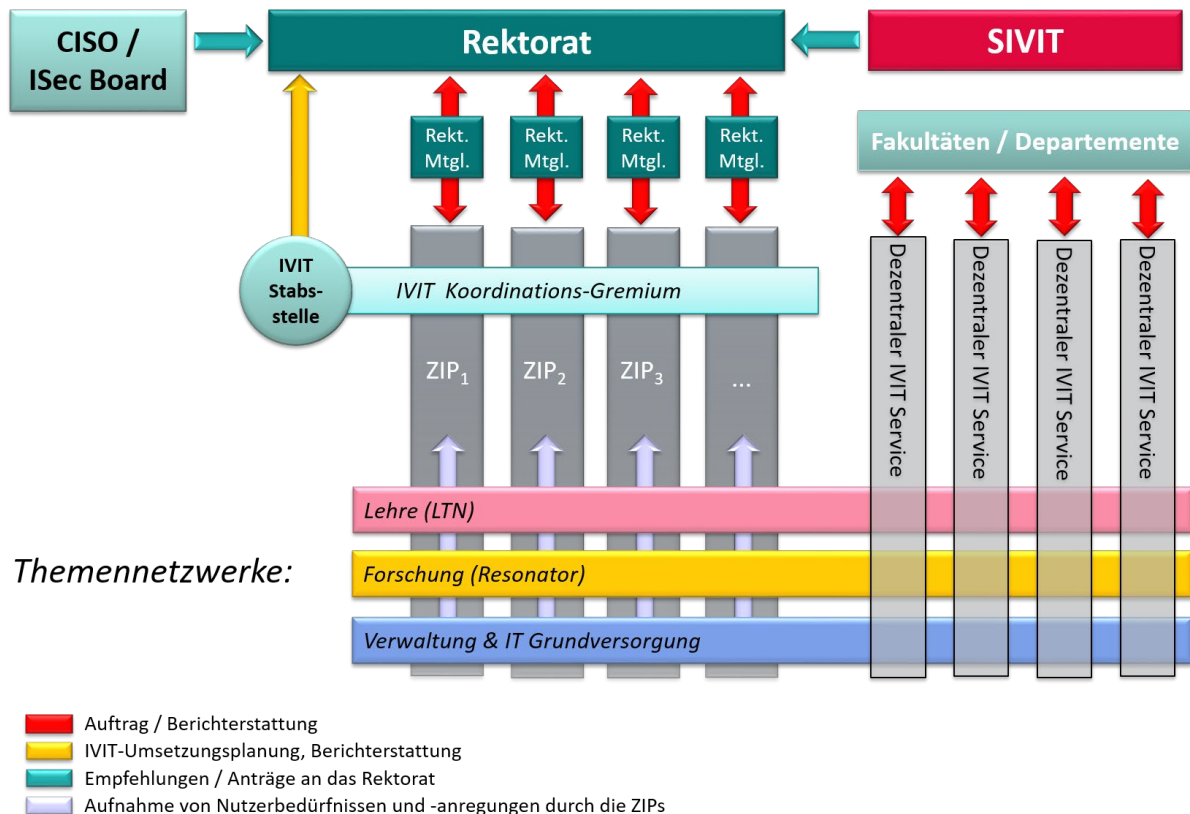 CISO /
ISec Board
Rektorat
SIVIT
Rekt.
Mtgl.
Rekt.
Mtgl.
Rekt.
Mtgl.
Rekt.
Mtgl.
Fakultäten / Departemente
IVIT
Stabs-
stelle
IVIT Koordinations-Gremium
ZIP1
ZIP2
ZIP3
...
Dezentraler IVIT Service
Dezentraler IVIT Service
Dezentraler IVIT Service
Dezentraler IVIT Service
Themennetzwerke:
Lehre (LTN)
Forschung (Resonator)
Verwaltung & IT Grundversorgung
Auftrag / Berichterstattung
IVIT-Umsetzungsplanung, Berichterstattung
Empfehlungen / Anträge an das Rektorat
Aufnahme von Nutzerbedürfnissen und -anregungen durch die ZIPs